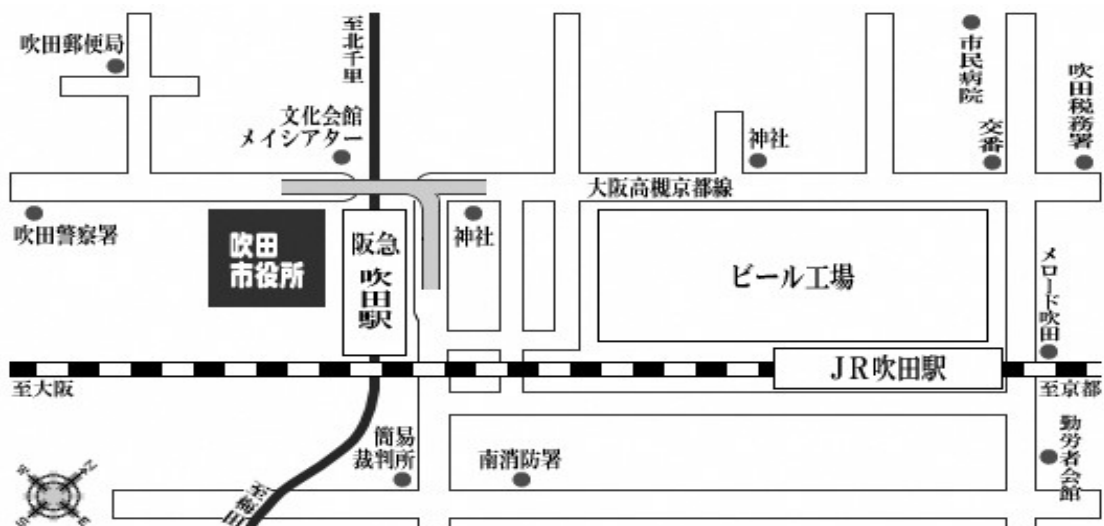 至北千里
吹田郵便局
市民病院
吹田税務署
文化会館
メイシアター
神社
交番
大阪高槻京都線
吹田警察署
吹田
市役所
阪急
吹田駅
神社
ビール工場
メロード吹田
JR吹田駅
至大阪
至京都
簡易
裁判所
南消防署
勤労者会館
至梅田
N
S
E